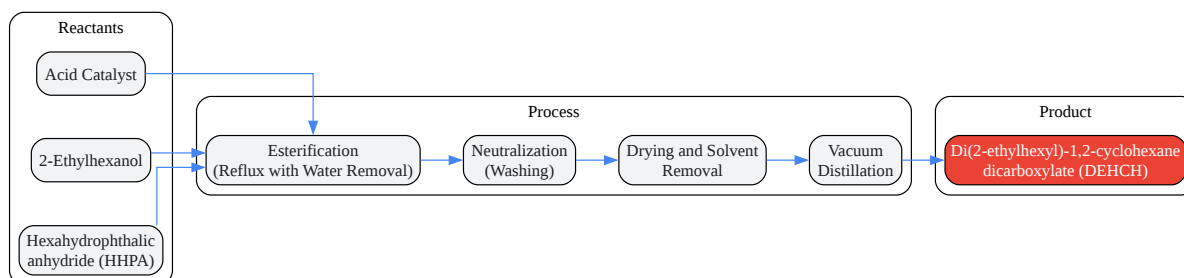 Reactants
Acid Catalyst
2-Ethylhexanol
Hexahydrophthalic
anhydride (HHPA)
Process
Esterification
(Reflux with Water Removal)
Neutralization
(Washing)
Drying and Solvent
Removal
Vacuum
Distillation
Product
Di(2-ethylhexyl)-1,2-cyclohexane
dicarboxylate (DEHCH)